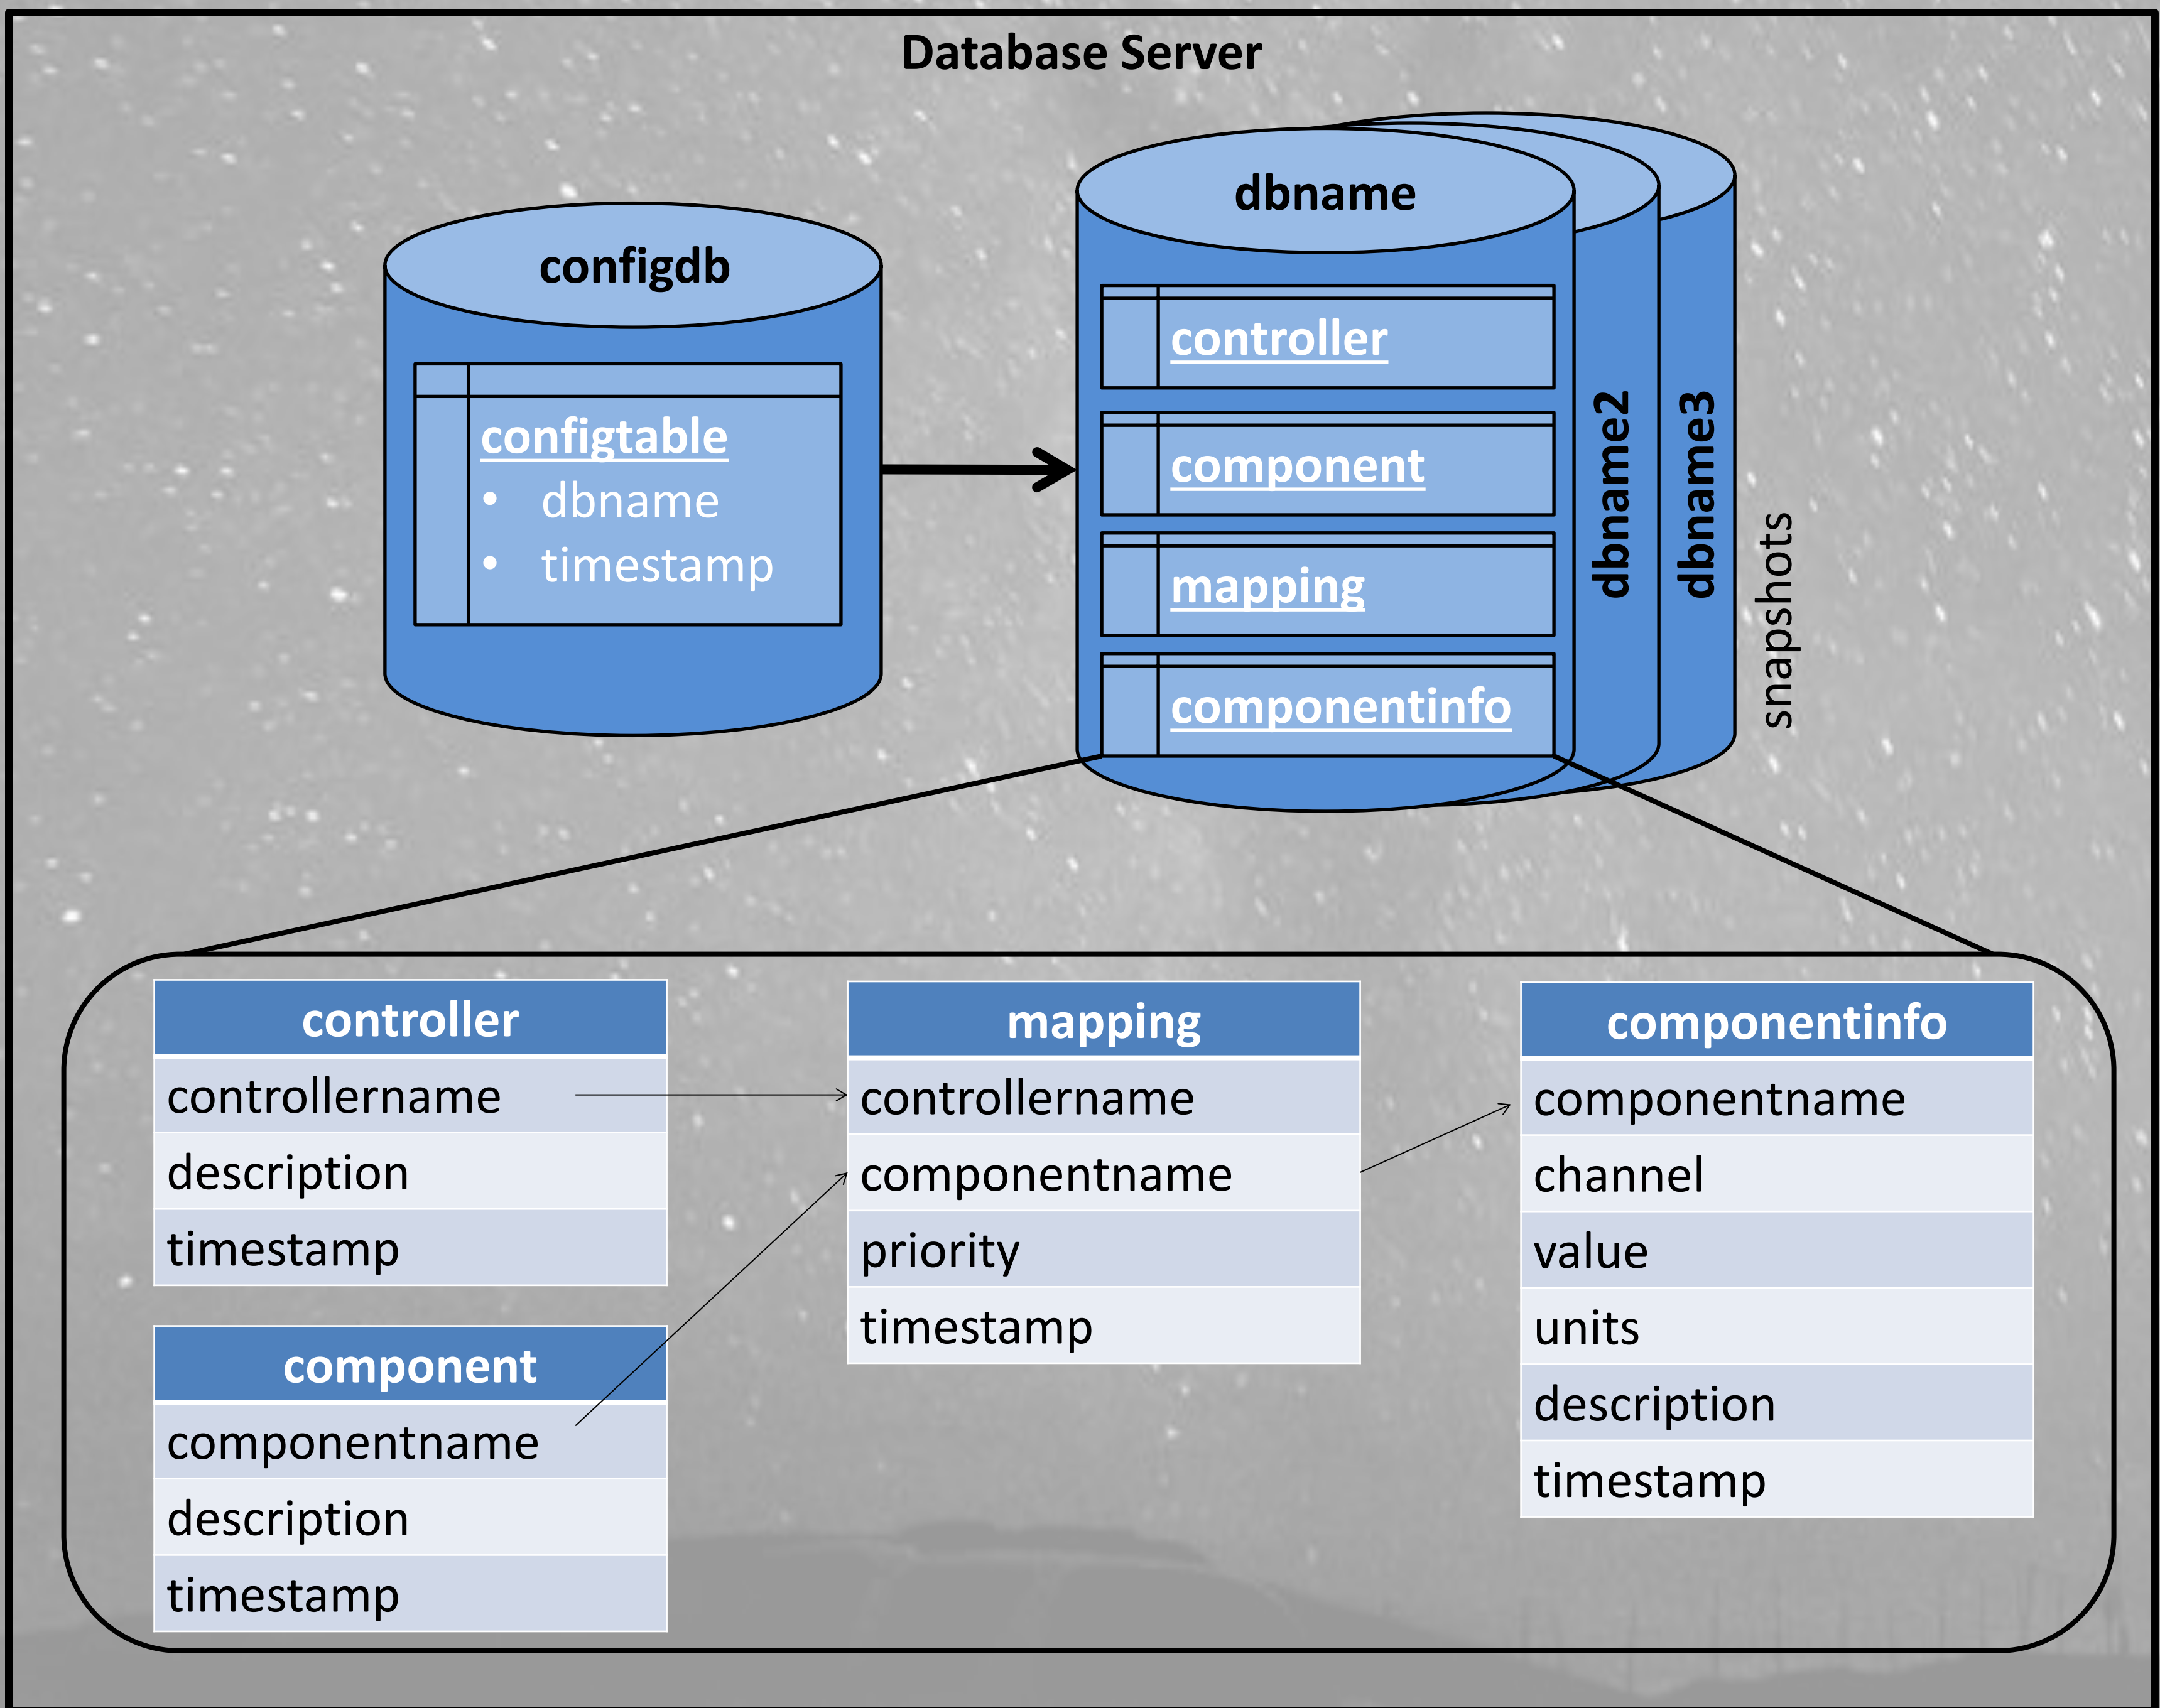 Database Server
configdb
configtable
• dbname
• timestamp
dbname
controller
component
mapping
componentinfo
dbname2
dbname3
snapshots
controller
controllername
description
timestamp
component
componentname
description
timestamp
mapping
controllername
componentname
priority
timestamp
componentinfo
componentname
channel
value
units
description
timestamp